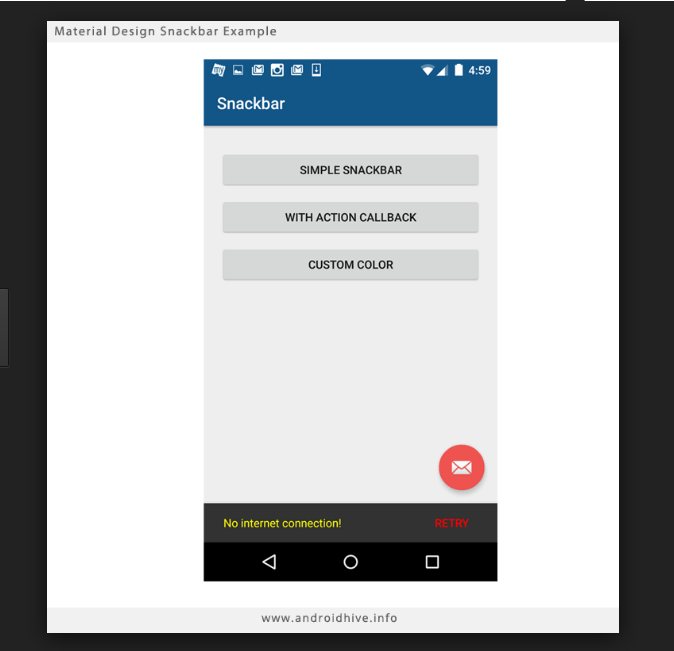 Material Design Snackbar Example
4:59
Snackbar
SIMPLE SNACKBAR
WITH ACTION CALLBACK
CUSTOM COLOR
No internet connection! RETRY
www.androidhive.info